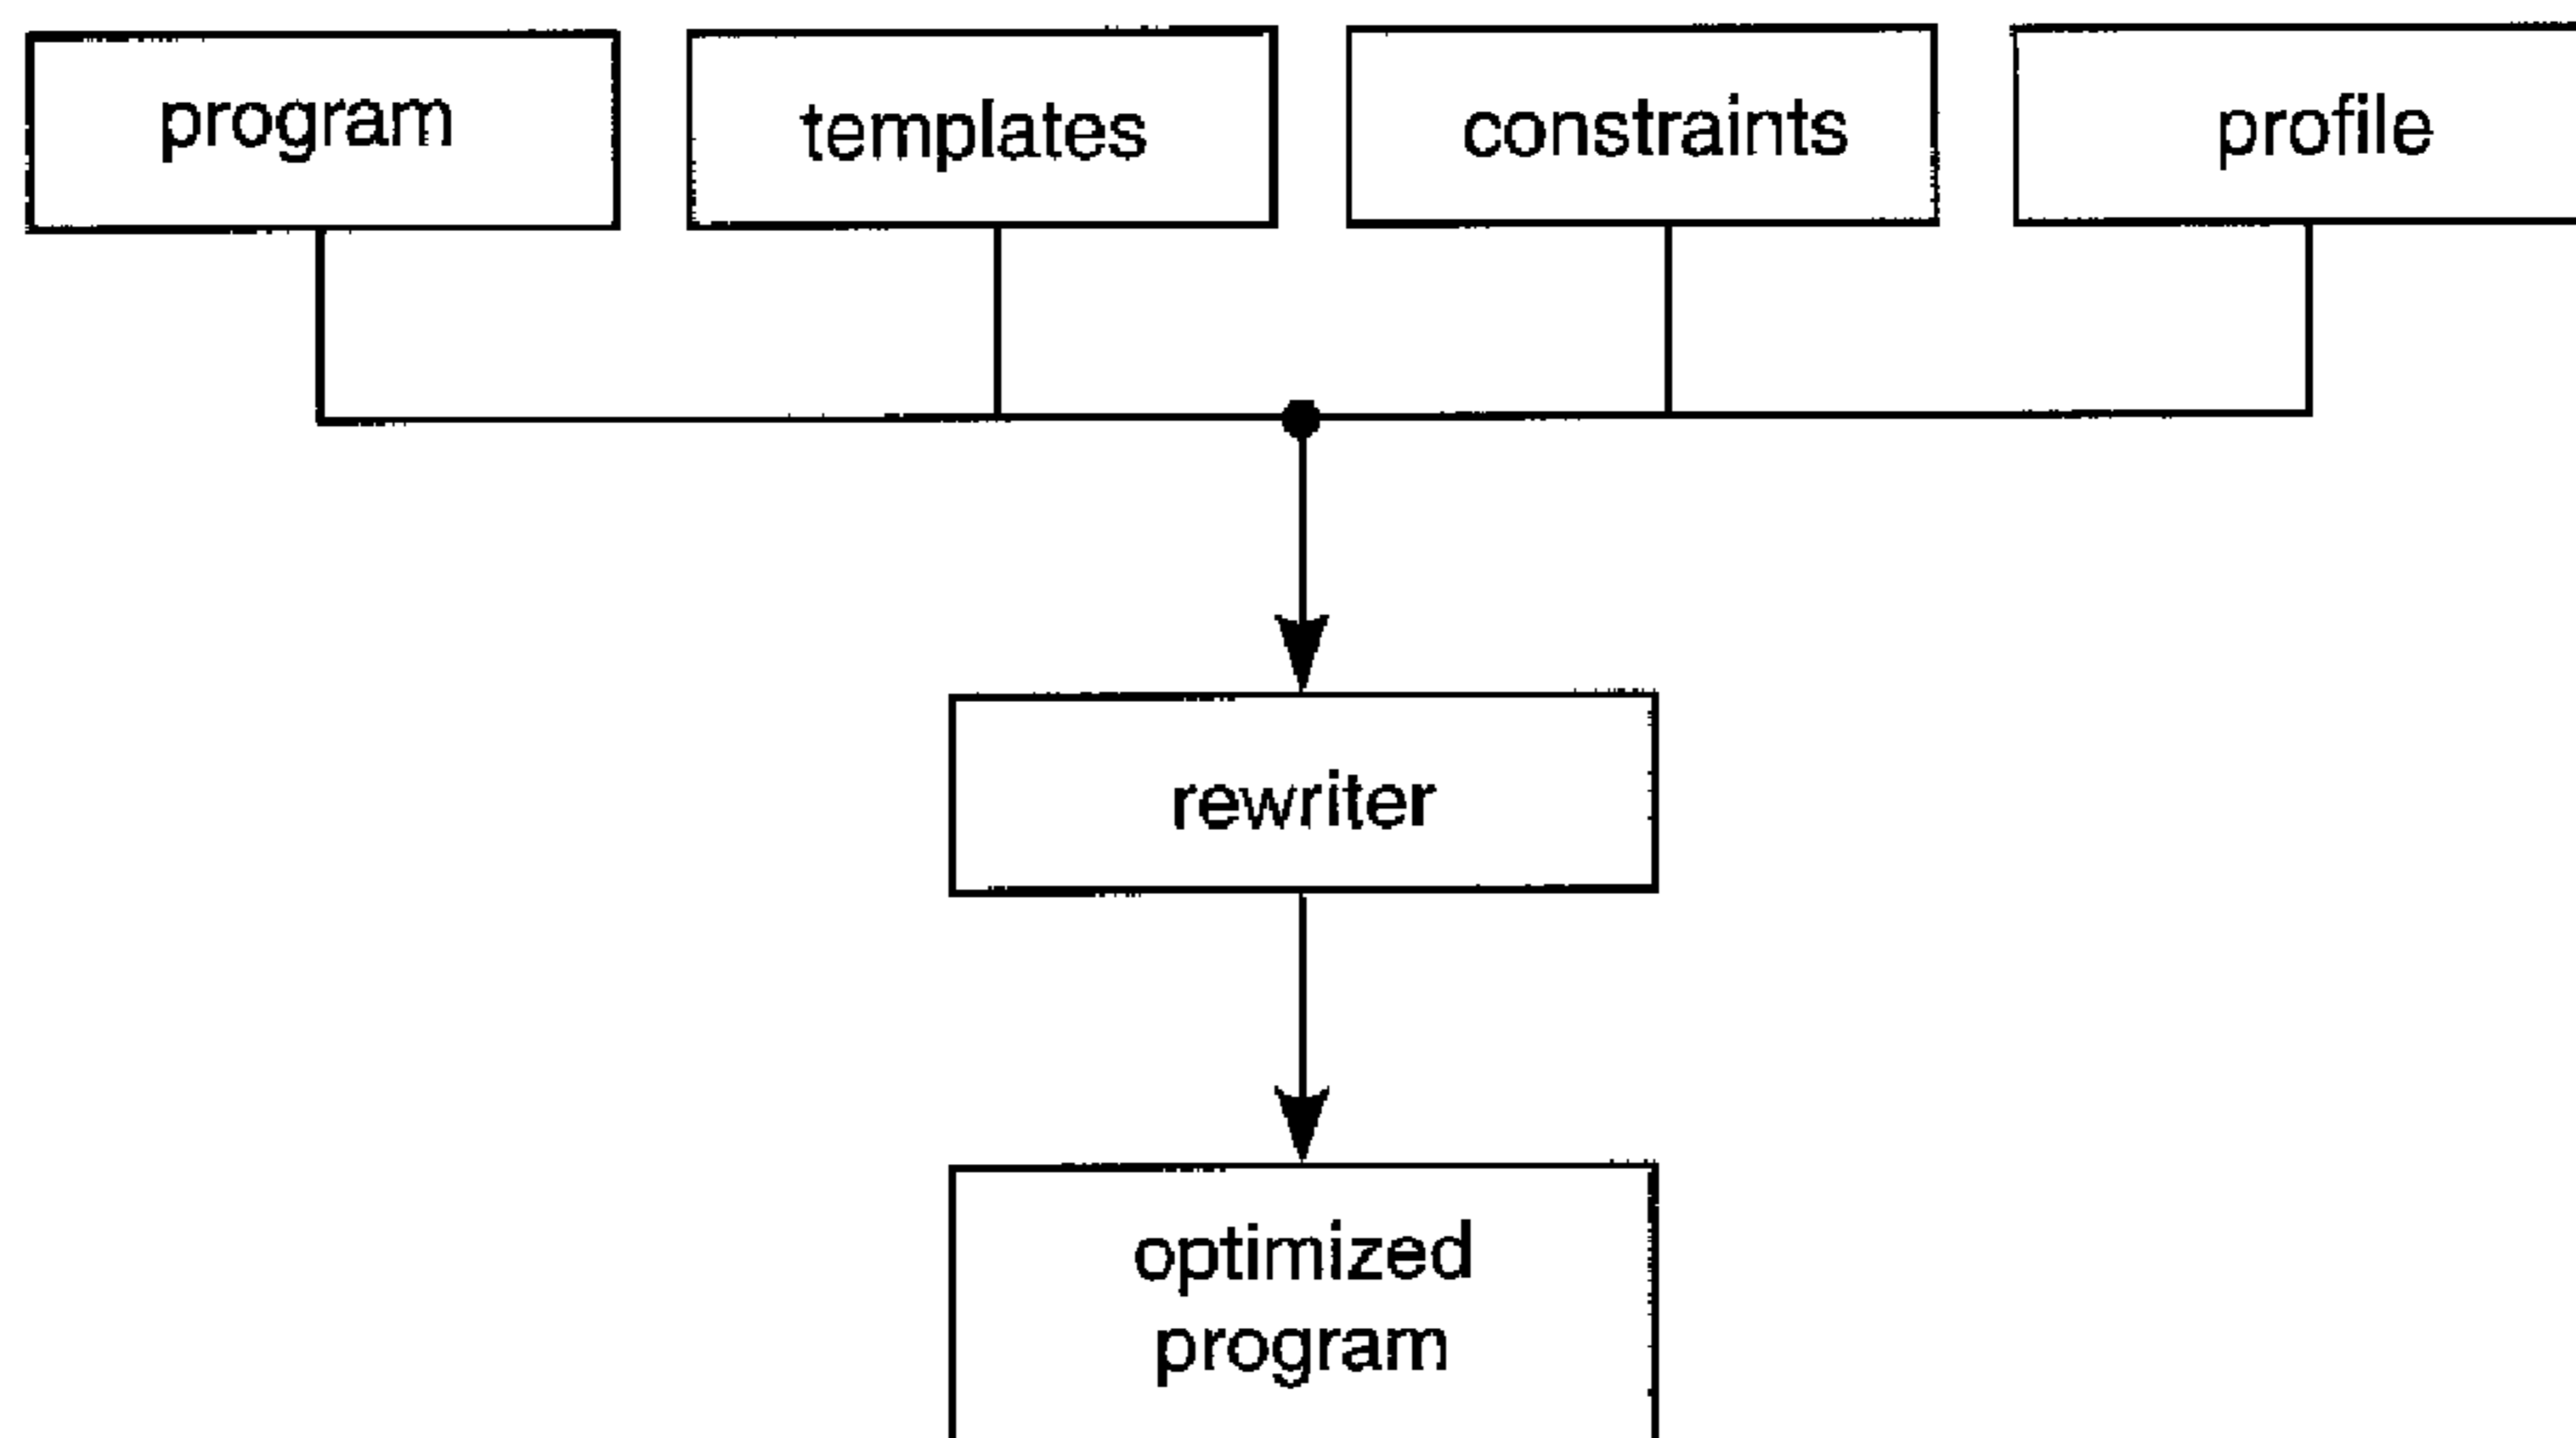 program
templates
constraints
profile
rewriter
optimized
program